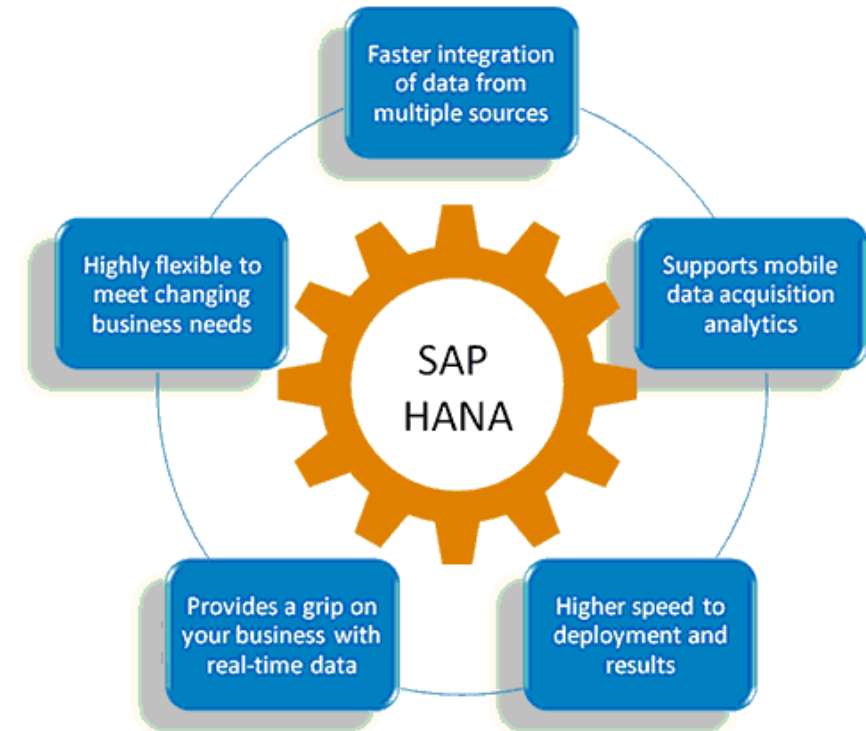 Faster integration
of data from
multiple sources
Highly flexible to
meet changing
business needs
Supports mobile
data acquisition
analytics
SAP
HANA
Provides a grip on
your business with
real-time data
Higher speed to
deployment and
results